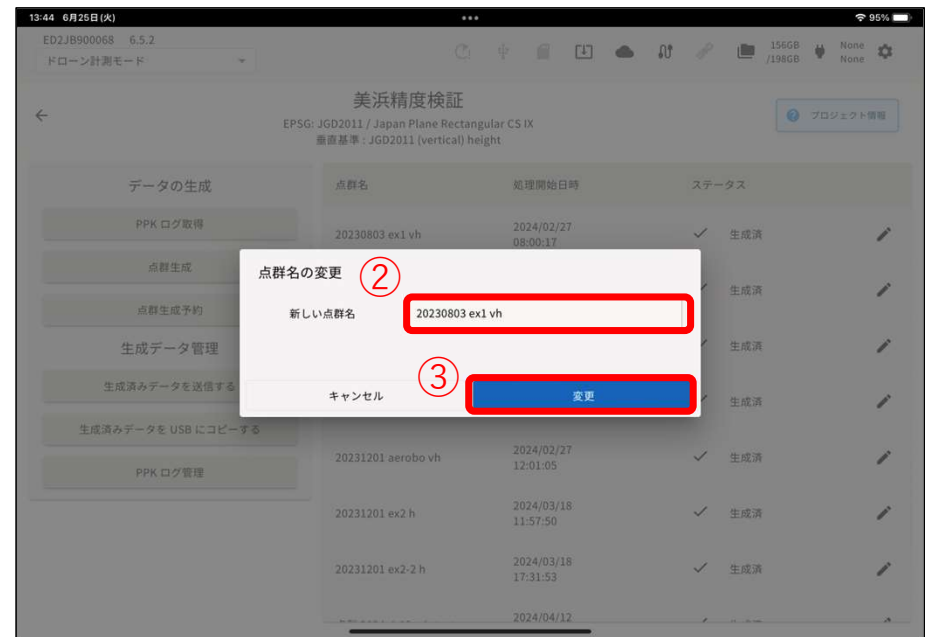 13:44 6月25日(火)
95%
ED2JB900068 6.5.2
ドローン計測モード
156GB
/198GB
None
None
美浜精度検証
EPSG: JGD2011 / Japan Plane Rectangular CS IX
垂直基準 : JGD2011 (vertical) height
プロジェクト情報
データの生成
PPK ログ取得
点群生成
点群生成予約
生成データ管理
生成済みデータを送信する
生成済みデータを USB にコピーする
PPK ログ管理
点群名 処理開始日時 ステータス
20230803 ex1 vh 2024/02/27 08:00:17 生成済
生成済
生成済
生成済
20231201 aerobo vh 2024/02/27 12:01:05 生成済
20231201 ex2 h 2024/03/18 11:57:50 生成済
20231201 ex2-2 h 2024/03/18 17:31:53 生成済
2024/04/12
点群名の変更 ②
新しい点群名 20230803 ex1 vh
③
キャンセル 変更